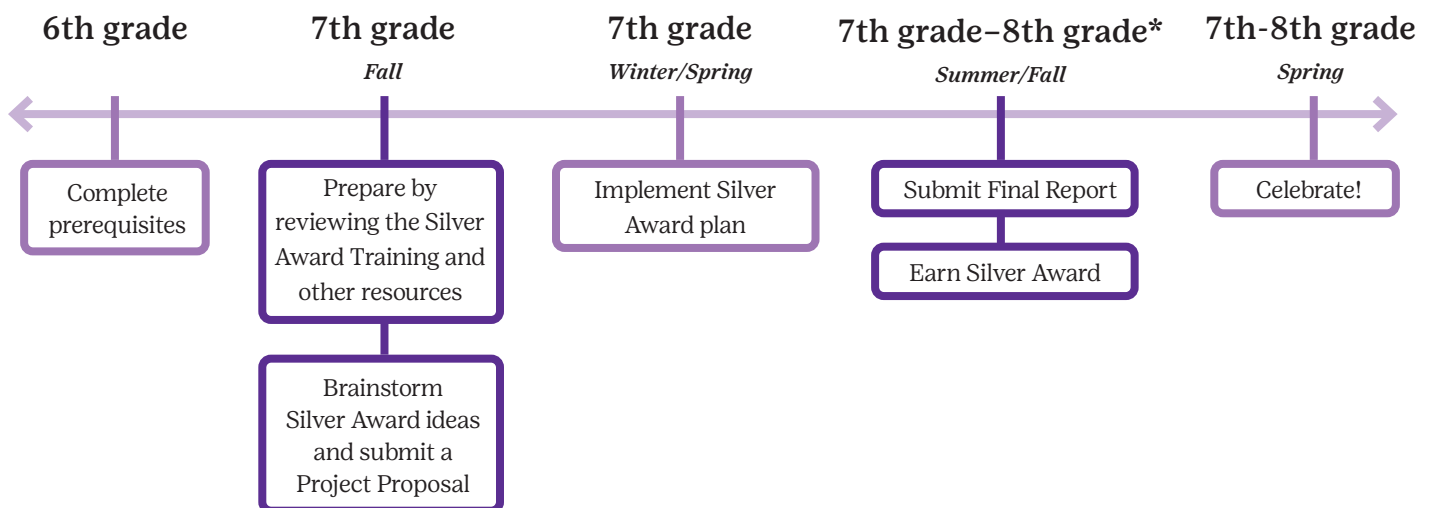 6th grade
7th grade
Fall
7th grade
Winter/Spring
7th grade–8th grade*
Summer/Fall
7th-8th grade
Spring
Complete
prerequisites
Prepare by
reviewing the Silver
Award Training and
other resources
Brainstorm
Silver Award ideas
and submit a
Project Proposal
Implement Silver
Award plan
Submit Final Report
Earn Silver Award
Celebrate!